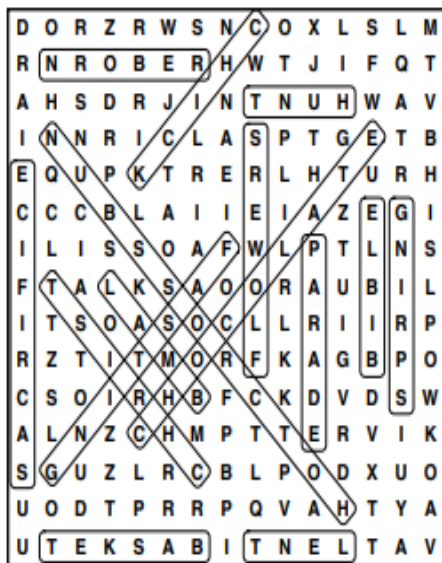 D O R Z R W S N C O X L S L M
R N R O B E R H W T J I F Q T
A H S D R J I N T N U H W A V
I N N R I C L A S P T G E T B
E Q U P K T R E R L H T U R H
C C C B L A I I E I A Z E G I
I L I S S O A F W L P T L N S
F T A L K S A O O R A U B I L
I T S O A S O C L L R I I R P
R Z T I T M O R F K A G B P O
C S O I R H B F C K D V D S W
A L N Z C H M P T T E R V I K
S G U Z L R C B L P O D X U O
U O D T P R R P Q V A H T Y A
U T E K S A B I T N E L T A V